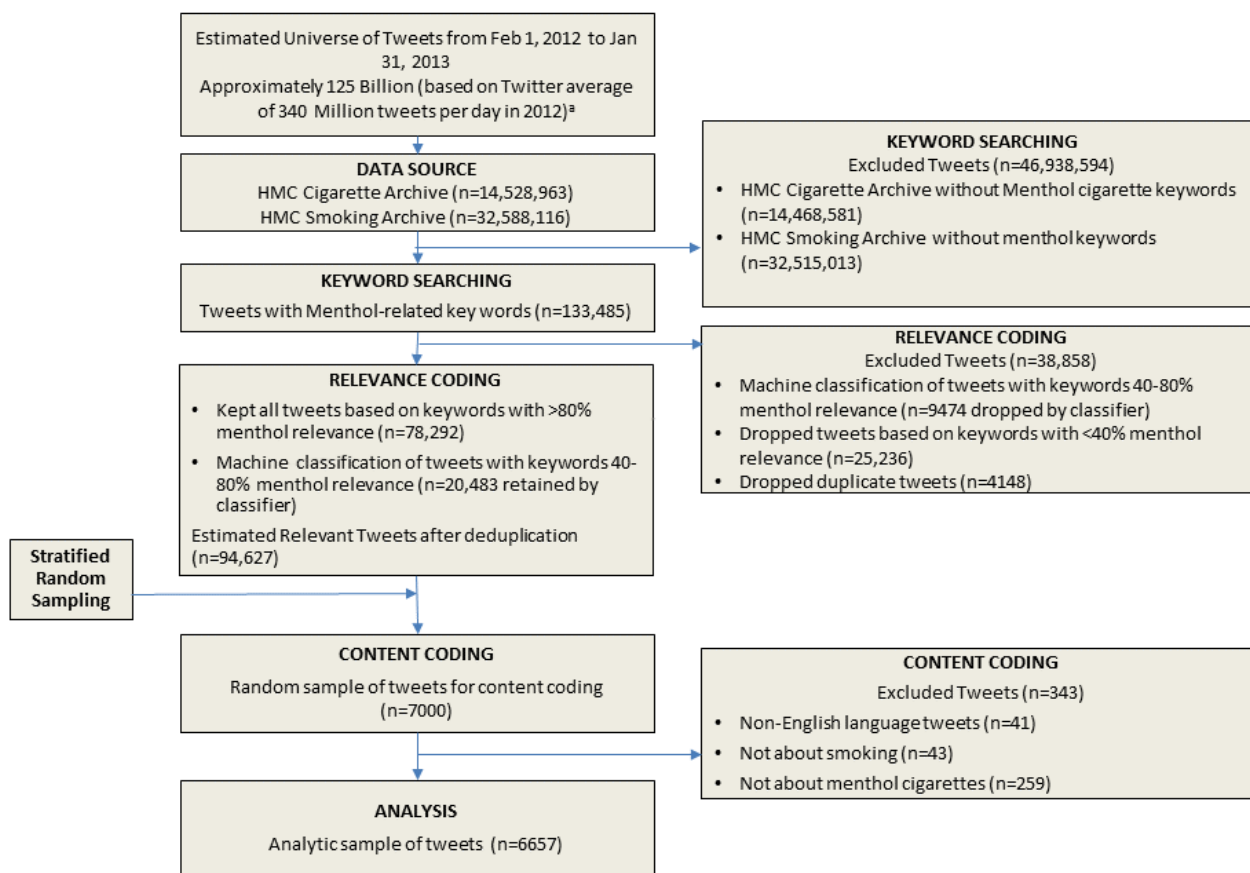 Estimated Universe of Tweets from Feb 1, 2012 to Jan
31, 2013
Approximately 125 Billion (based on Twitter average
of 340 Million tweets per day in 2012)ª
DATA SOURCE
HMC Cigarette Archive (n=14,528,963)
HMC Smoking Archive (n=32,588,116)
KEYWORD SEARCHING
Excluded Tweets (n=46,938,594)
• HMC Cigarette Archive without Menthol cigarette keywords
(n=14,468,581)
• HMC Smoking Archive without menthol keywords
(n=32,515,013)
KEYWORD SEARCHING
Tweets with Menthol-related key words (n=133,485)
RELEVANCE CODING
Excluded Tweets (n=38,858)
• Machine classification of tweets with keywords 40-80%
menthol relevance (n=9474 dropped by classifier)
• Dropped tweets based on keywords with <40% menthol
relevance (n=25,236)
• Dropped duplicate tweets (n=4148)
RELEVANCE CODING
• Kept all tweets based on keywords with >80%
menthol relevance (n=78,292)
• Machine classification of tweets with keywords 40-
80% menthol relevance (n=20,483 retained by
classifier)
Estimated Relevant Tweets after deduplication
(n=94,627)
Stratified
Random
Sampling
CONTENT CODING
Random sample of tweets for content coding
(n=7000)
CONTENT CODING
Excluded Tweets (n=343)
• Non-English language tweets (n=41)
• Not about smoking (n=43)
• Not about menthol cigarettes (n=259)
ANALYSIS
Analytic sample of tweets (n=6657)